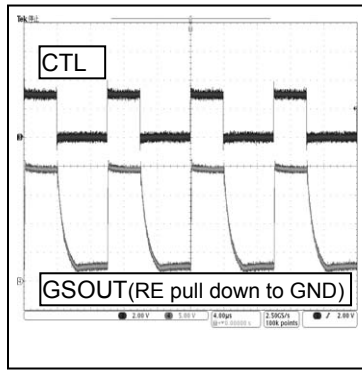 Tek
CTL
GSOUT(RE pull down to GND)
2.00 V 5.00 V 4.00µs 2.50GS/s 2.00 V
100k points